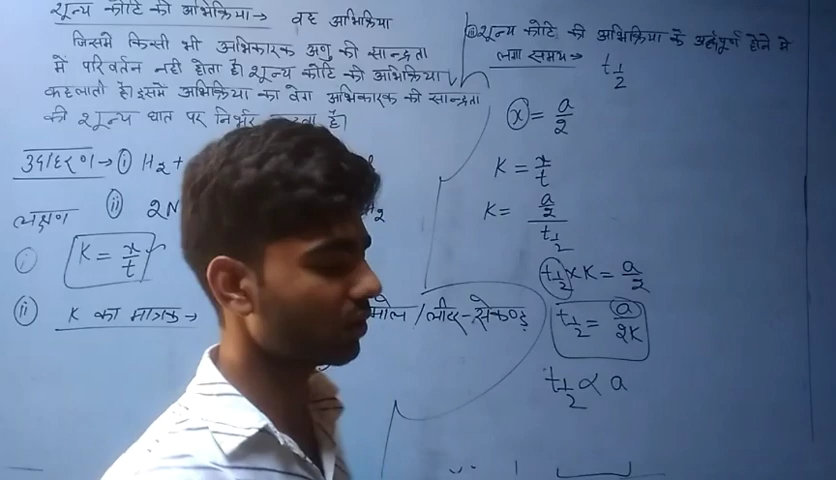 शून्य कोटि की अभिक्रिया→ वह अभिक्रिया
जिसमे किसी भी अभिकारक अणु की सान्द्रता
में परिवर्तन नही होता है। शून्य कोटि की अभिक्रिया
कहलाती है। इसमे अभिक्रिया का वेग अभिकारक की सान्द्रता
की शून्य घात पर निर्भर करता है।
उदाहरण→ ⓘ H₂ +
ⓘⓘ 2N
लक्षण
ⓘ K = x/t
ⓘⓘ K का मात्रक→ मोल / लीटर-सेकण्ड
शून्य कोटि की अभिक्रिया के अर्द्धपूर्ण होने मे
लगा समय→ t½
x = a/2
K = x/t
K = (a/2)/t½
t½ × K = a/2
t½ = a/2K
t½ ∝ a